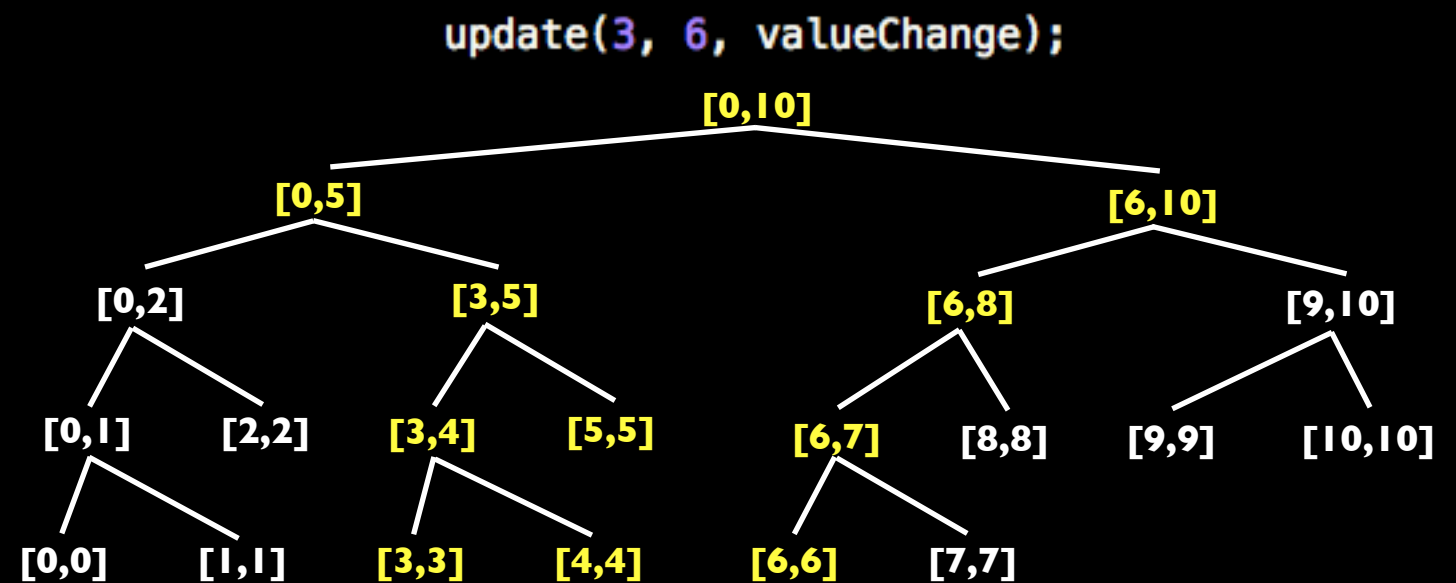 update(3, 6, valueChange);
[0,10]
[0,5] [6,10]
[0,2] [3,5] [6,8] [9,10]
[0,1] [2,2] [3,4] [5,5] [6,7] [8,8] [9,9] [10,10]
[0,0] [1,1] [3,3] [4,4] [6,6] [7,7]